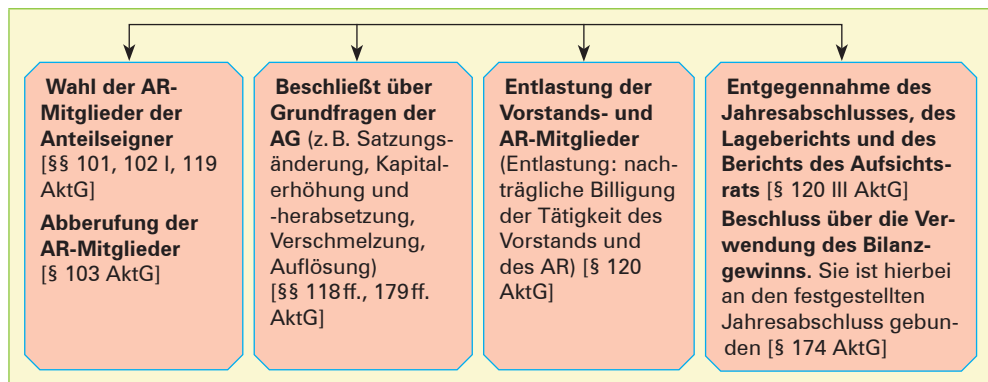 Wahl der AR-
Mitglieder der
Anteilseigner
[§§ 101, 102 I, 119
AktG]
Abberufung der
AR-Mitglieder
[§ 103 AktG]
Beschließt über
Grundfragen der
AG (z. B. Satzungs-
änderung, Kapital-
erhöhung und
-herabsetzung,
Verschmelzung,
Auflösung)
[§§ 118 ff., 179 ff.
AktG]
Entlastung der
Vorstands- und
AR-Mitglieder
(Entlastung: nach-
trägliche Billigung
der Tätigkeit des
Vorstands und
des AR) [§ 120
AktG]
Entgegennahme des
Jahresabschlusses, des
Lageberichts und des
Berichts des Aufsichts-
rats [§ 120 III AktG]
Beschluss über die Ver-
wendung des Bilanz-
gewinns. Sie ist hierbei
an den festgestellten
Jahresabschluss gebun-
den [§ 174 AktG]